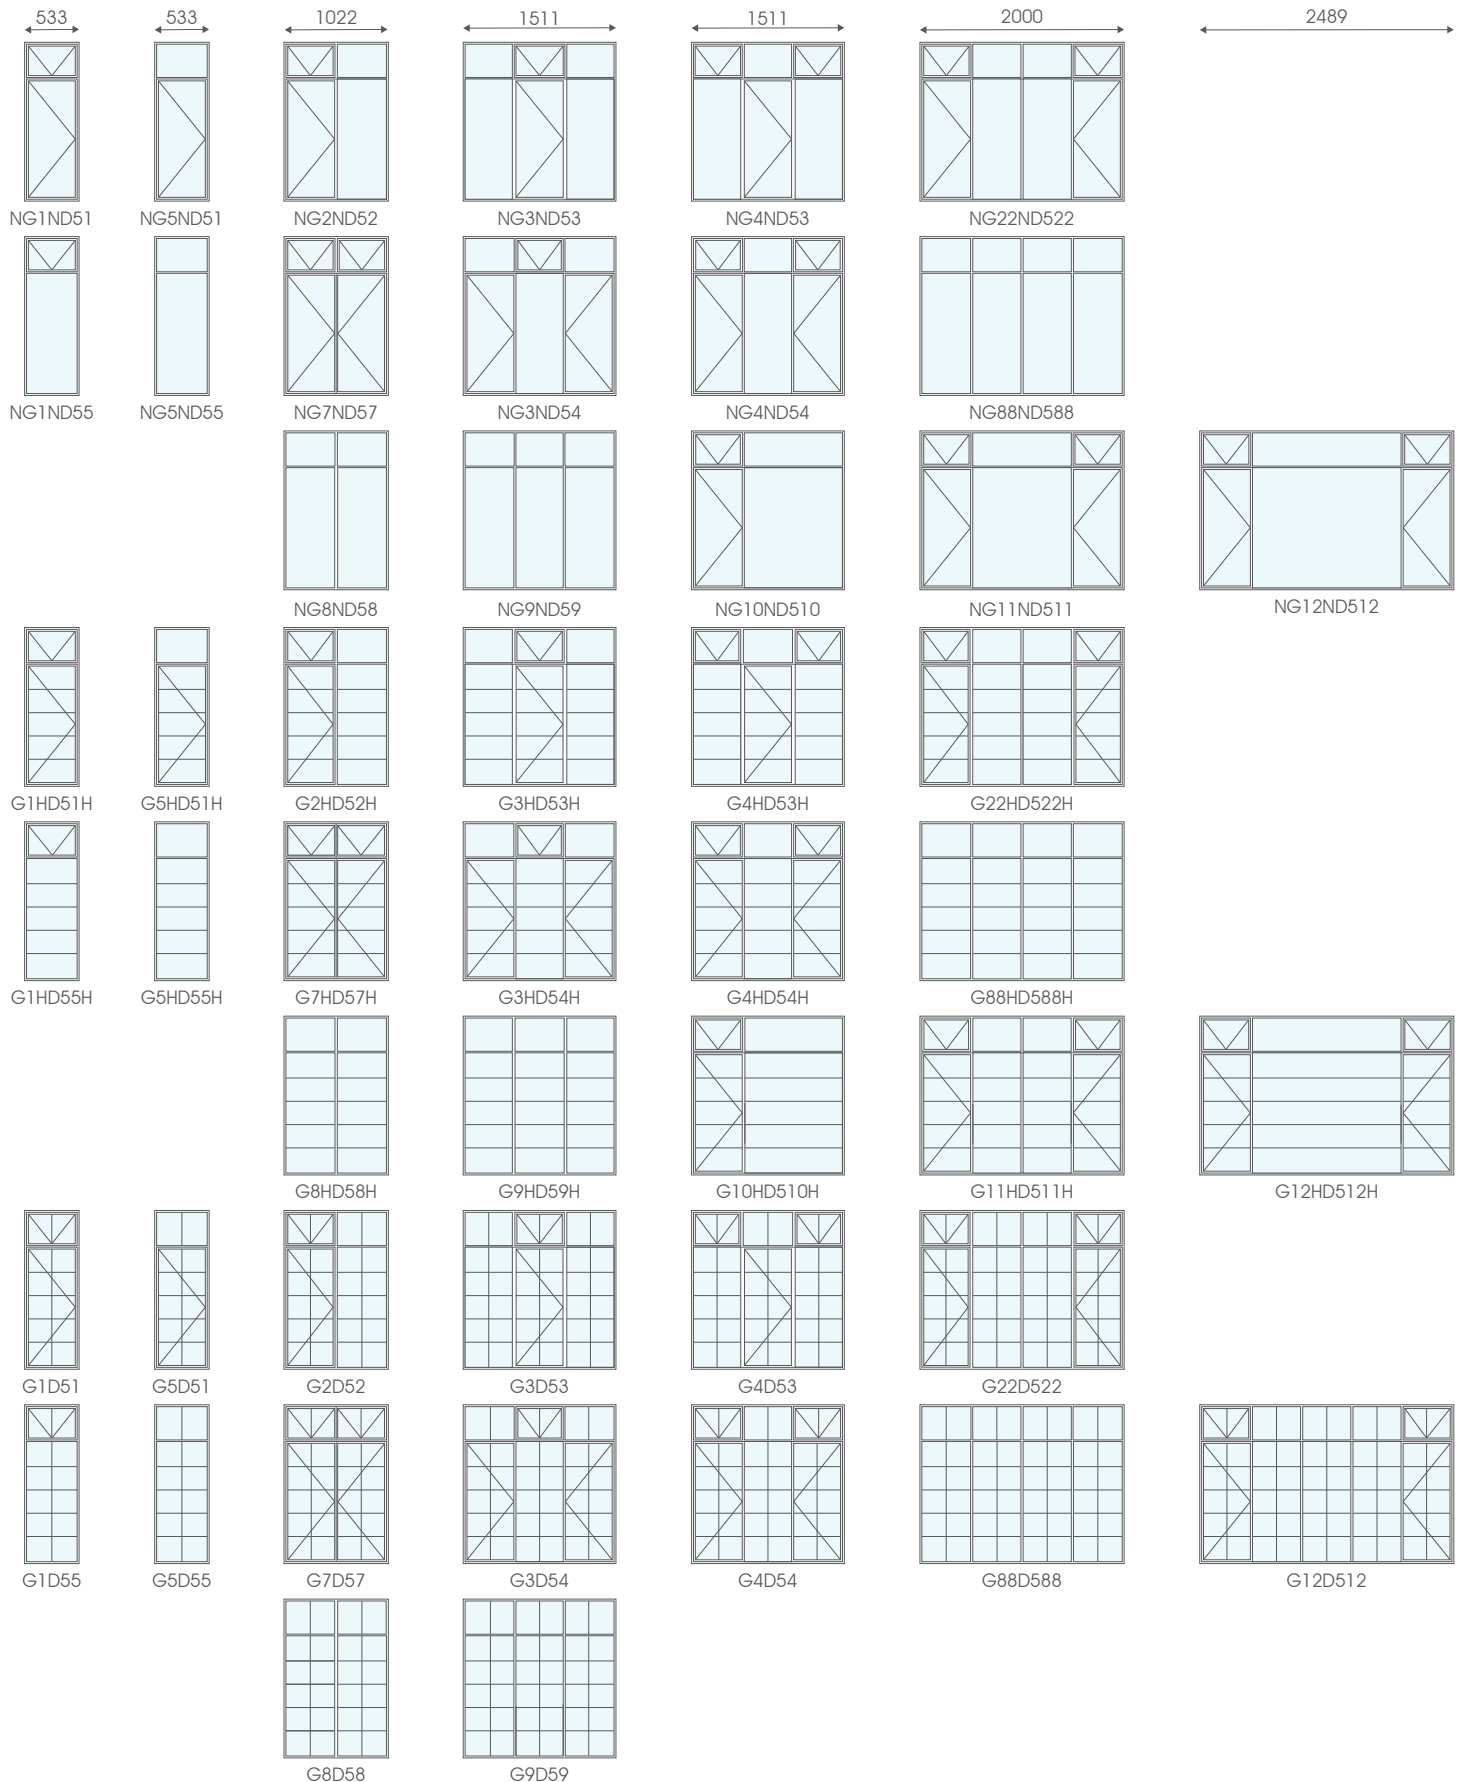 533 533 1022 1511 1511 2000 2489
NG1ND51 NG5ND51 NG2ND52 NG3ND53 NG4ND53 NG22ND522
NG1ND55 NG5ND55 NG7ND57 NG3ND54 NG4ND54 NG88ND588
NG8ND58 NG9ND59 NG10ND510 NG11ND511 NG12ND512
G1HD51H G5HD51H G2HD52H G3HD53H G4HD53H G22HD522H
G1HD55H G5HD55H G7HD57H G3HD54H G4HD54H G88HD588H
G8HD58H G9HD59H G10HD510H G11HD511H G12HD512H
G1D51 G5D51 G2D52 G3D53 G4D53 G22D522
G1D55 G5D55 G7D57 G3D54 G4D54 G88D588 G12D512
G8D58 G9D59